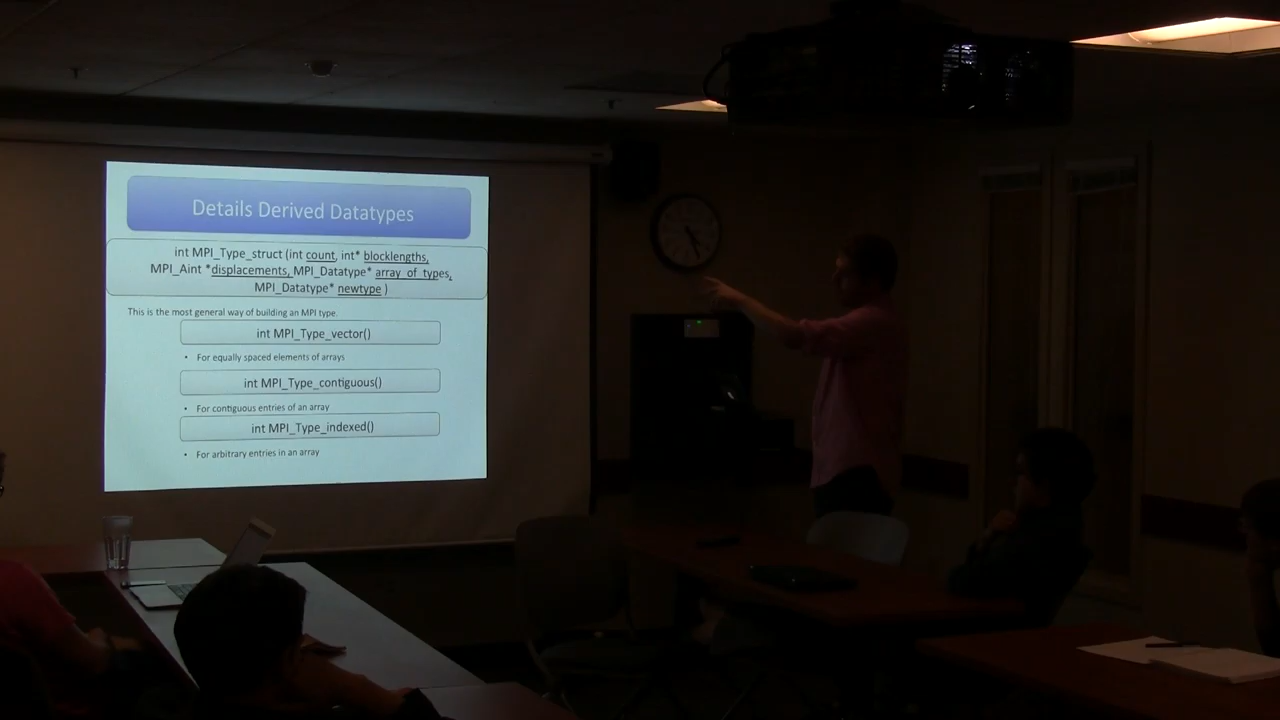 Details Derived Datatypes
int MPI_Type_struct (int count, int* blocklengths,
MPI_Aint *displacements, MPI_Datatype* array_of_types,
MPI_Datatype* newtype )
This is the most general way of building an MPI type.
int MPI_Type_vector()
• For equally spaced elements of arrays
int MPI_Type_contiguous()
• For contiguous entries of an array
int MPI_Type_indexed()
• For arbitrary entries in an array